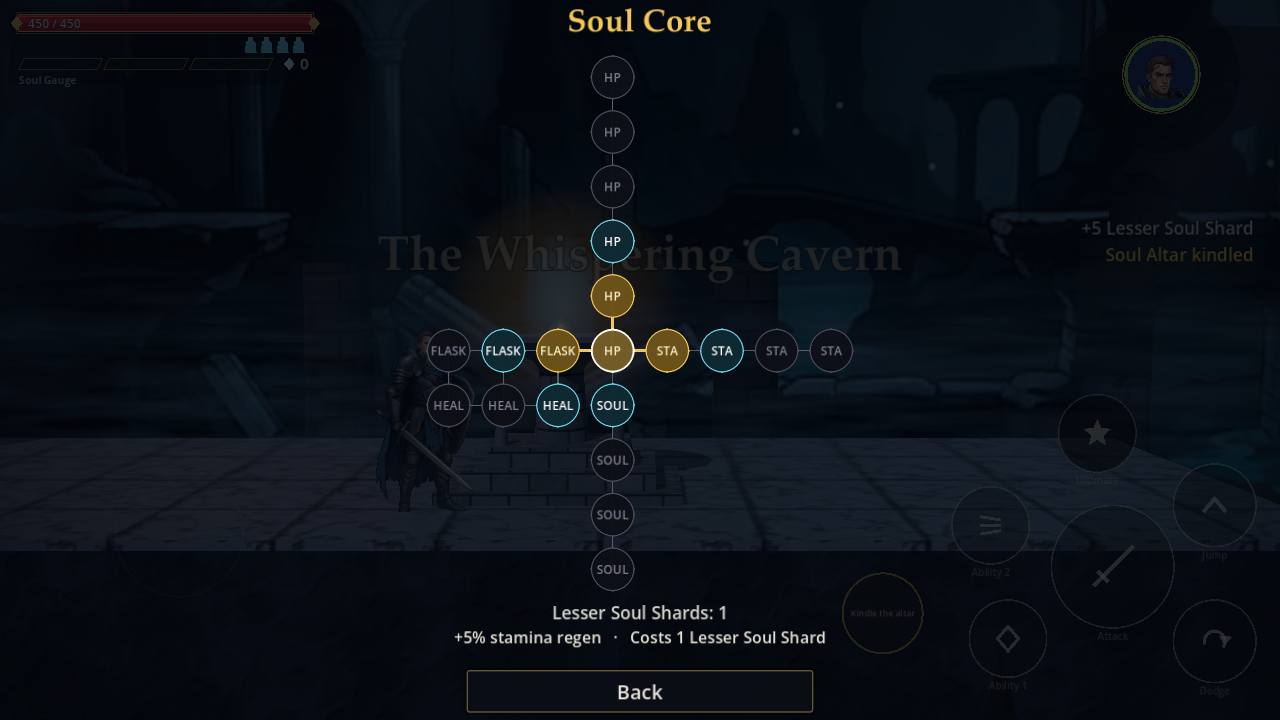 Soul Core
450 / 450
0
Soul Gauge
HP
HP
HP
HP
HP
The Whispering Cavern
+5 Lesser Soul Shard
Soul Altar kindled
FLASK FLASK FLASK HP STA STA STA STA
HEAL HEAL HEAL SOUL
SOUL
SOUL
SOUL
Ultimate
Jump
Ability 2
Kindle the altar
Attack
Ability 1
Dodge
Lesser Soul Shards: 1
+5% stamina regen · Costs 1 Lesser Soul Shard
Back